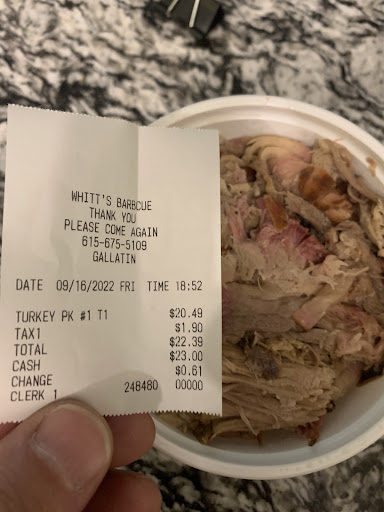 WHITT'S BARBCUE
THANK YOU
PLEASE COME AGAIN
615-675-5109
GALLATIN
DATE 09/16/2022 FRI TIME 18:52
TURKEY PK #1 T1 $20.49
TAX1 $1.90
TOTAL $22.39
CASH $23.00
CHANGE $0.61
CLERK 1 248480 00000